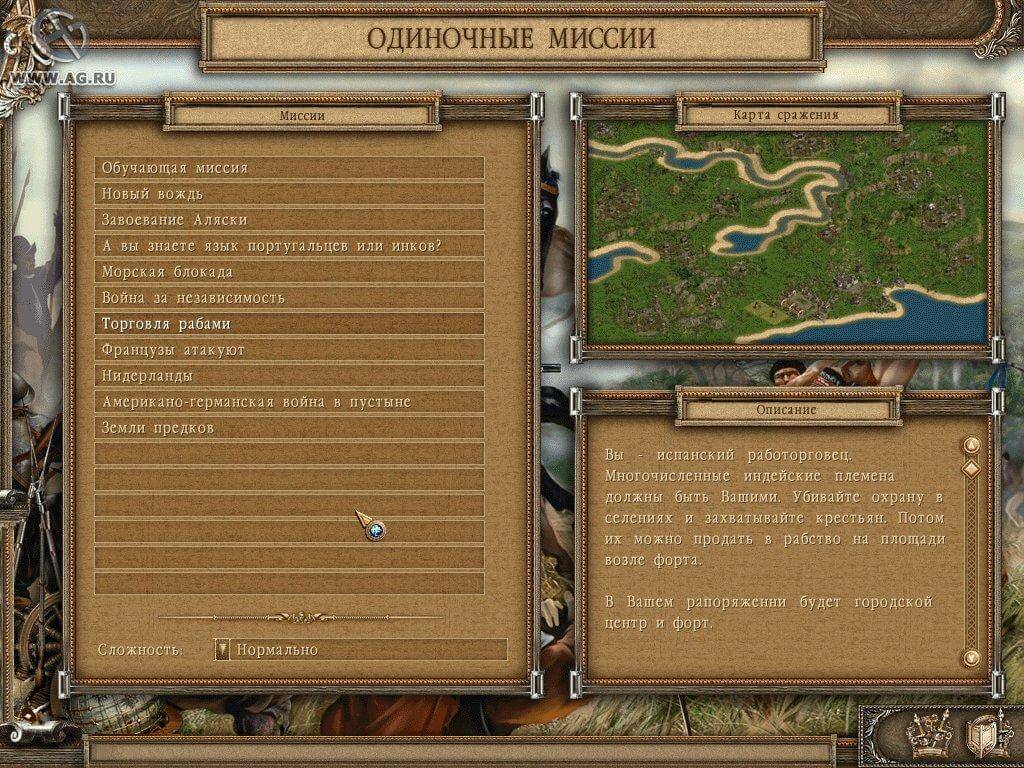 ОДИНОЧНЫЕ МИССИИ
WWW.AG.RU
Миссии
Обучающая миссия
Новый вождь
Завоевание Аляски
А вы знаете язык португальцев или инков?
Морская блокада
Война за независимость
Торговля рабами
Французы атакуют
Нидерланды
Американо-германская война в пустыне
Земли предков
Сложность:
Нормально
Карта сражения
Описание
Вы - испанский работорговец.
Многочисленные индейские племена
должны быть Вашими. Убивайте охрану в
селениях и захватывайте крестьян. Потом
их можно продать в рабство на площади
возле форта.
В Вашем рапоряженни будет городской
центр и форт.